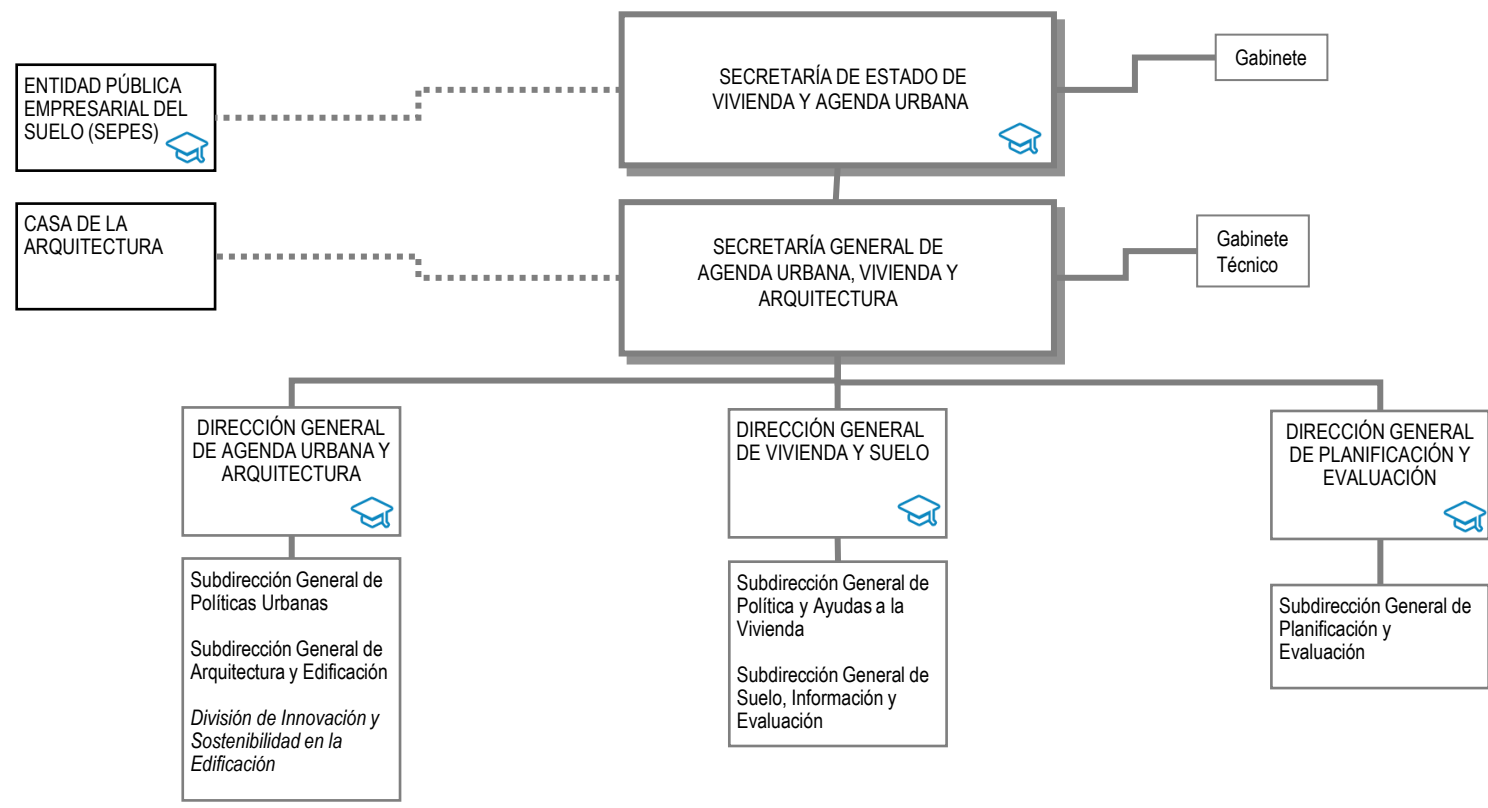 SECRETARÍA DE ESTADO DE
VIVIENDA Y AGENDA URBANA
Gabinete
ENTIDAD PÚBLICA
EMPRESARIAL DEL
SUELO (SEPES)
CASA DE LA
ARQUITECTURA
SECRETARÍA GENERAL DE
AGENDA URBANA, VIVIENDA Y
ARQUITECTURA
Gabinete
Técnico
DIRECCIÓN GENERAL
DE AGENDA URBANA Y
ARQUITECTURA
DIRECCIÓN GENERAL
DE VIVIENDA Y SUELO
DIRECCIÓN GENERAL
DE PLANIFICACIÓN Y
EVALUACIÓN
Subdirección General de
Políticas Urbanas
Subdirección General de
Arquitectura y Edificación
División de Innovación y
Sostenibilidad en la
Edificación
Subdirección General de
Política y Ayudas a la
Vivienda
Subdirección General de
Suelo, Información y
Evaluación
Subdirección General de
Planificación y
Evaluación